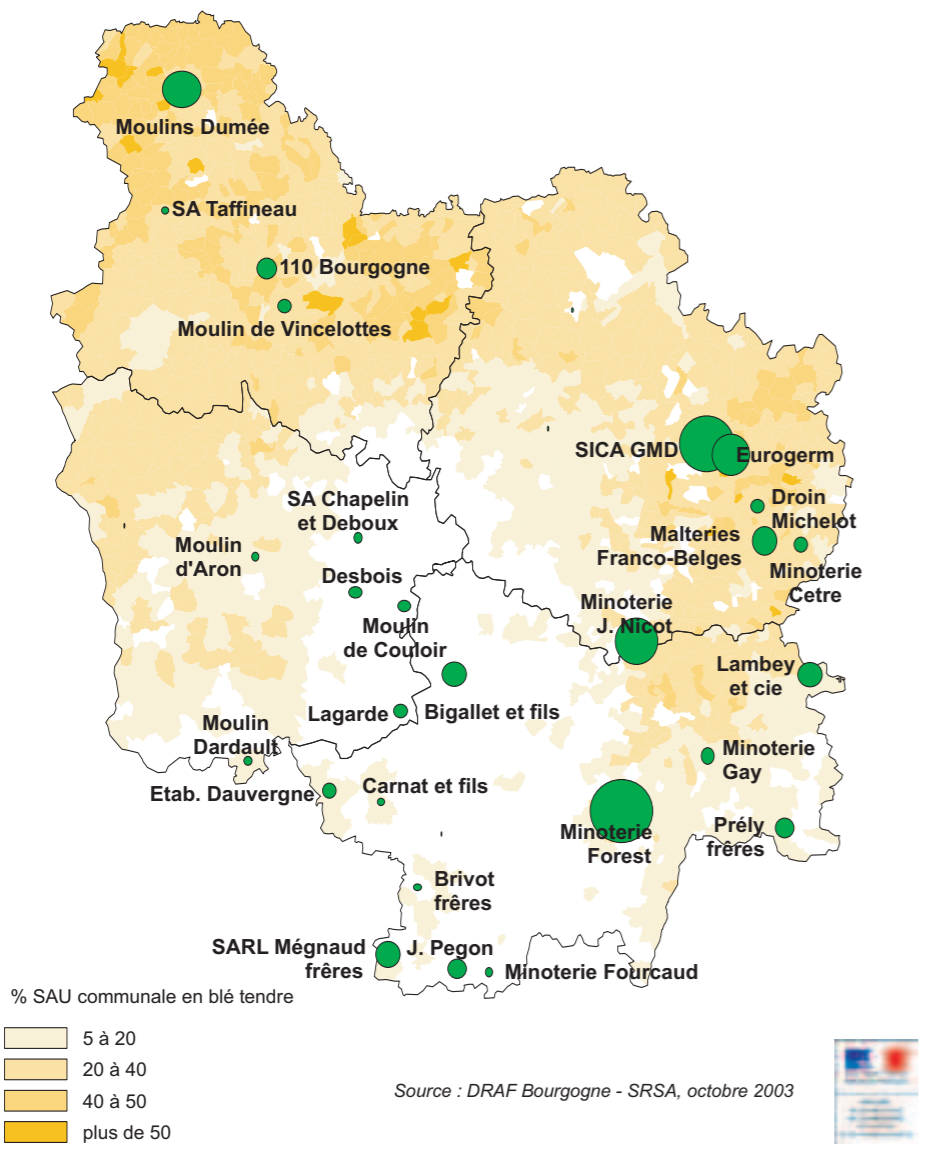 Moulins Dumée
SA Taffineau
110 Bourgogne
Moulin de Vincelottes
SICA GMD
Eurogerm
SA Chapelin
et Deboux
Droin
Michelot
Moulin
d'Aron
Malteries
Franco-Belges
Desbois
Minoterie
Cetre
Minoterie
J. Nicot
Moulin
de Couloir
Lambey
et cie
Lagarde
Bigallet et fils
Moulin
Dardault
Minoterie
Gay
Etab. Dauvergne
Carnat et fils
Minoterie
Forest
Prély
frêres
Brivot
frêres
SARL Mégnaud
frêres
J. Pegon
Minoterie Fourcaud
% SAU communale en blé tendre
5 à 20
20 à 40
40 à 50
plus de 50
Source : DRAF Bourgogne - SRSA, octobre 2003